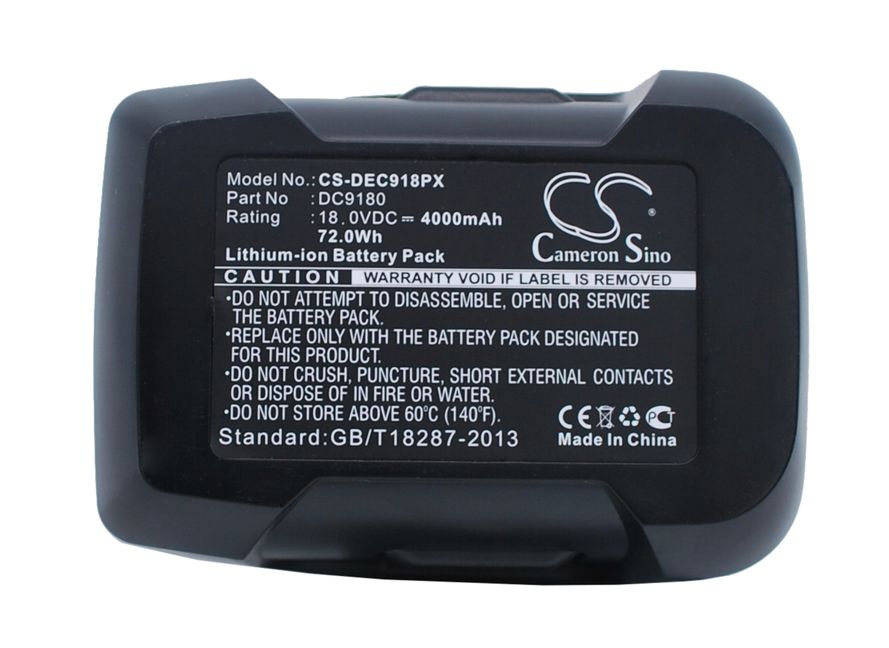 Model No.: CS-DEC918PX
Part No : DC9180
Rating : 18.0VDC⎓ 4000mAh
72.0Wh
Lithium-ion Battery Pack
CS
®
Cameron Sino
CAUTION WARRANTY VOID IF LABEL IS REMOVED
•DO NOT ATTEMPT TO DISASSEMBLE, OPEN OR SERVICE
THE BATTERY PACK.
•REPLACE ONLY WITH THE BATTERY PACK DESIGNATED
FOR THIS PRODUCT.
•DO NOT CRUSH, PUNCTURE, SHORT EXTERNAL CONTACTS
OR DISPOSE OF IN FIRE OR WATER.
•DO NOT STORE ABOVE 60°C (140°F).
CE PCT
Standard:GB/T18287-2013
Made In China